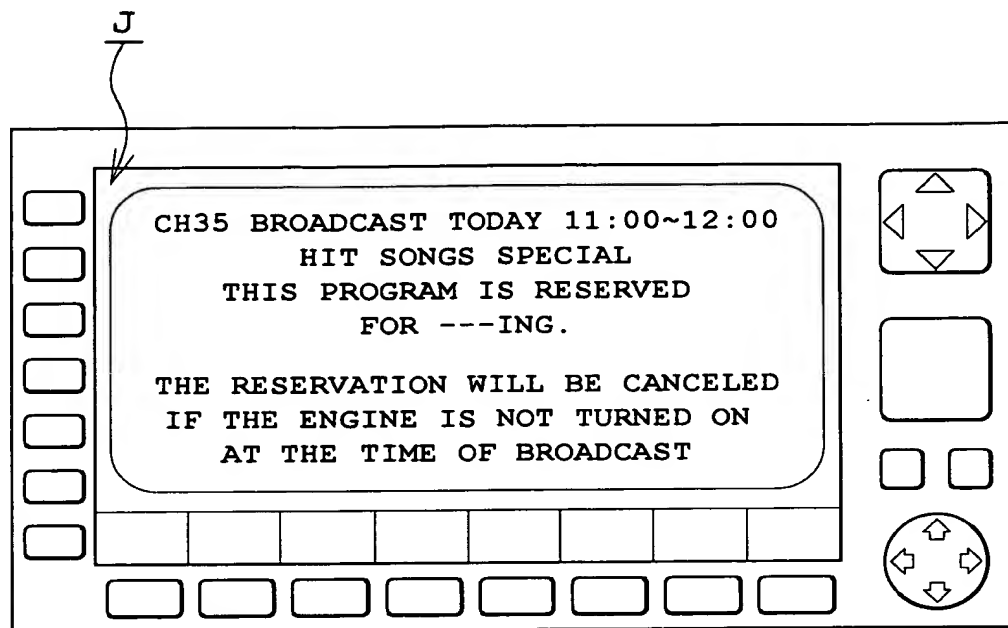 J
CH35 BROADCAST TODAY 11:00~12:00
HIT SONGS SPECIAL
THIS PROGRAM IS RESERVED
FOR ---ING.
THE RESERVATION WILL BE CANCELED
IF THE ENGINE IS NOT TURNED ON
AT THE TIME OF BROADCAST